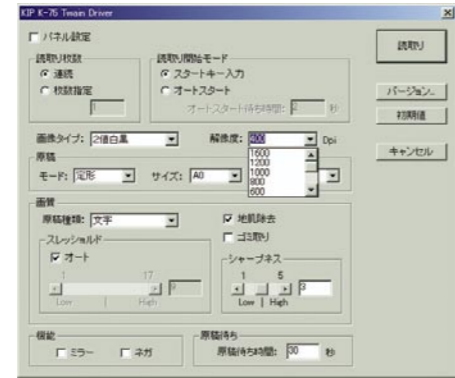 KIP K-75 Twain Driver
パネル設定
読取り枚数
連続
枚数指定
1
読取り開始モード
スタートキー入力
オートスタート
オートスタート待ち時間: 2 秒
読取り
バージョン...
初期値
キャンセル
画像タイプ: 2値白黒
解像度: 400 Dpi
1600
1200
1000
800
600
原稿
モード: 定形 サイズ: A0
画質
原稿種類: 文字
地肌除去
ゴミ取り
スレッショルド
オート
1 17
9
Low | High
シャープネス
1 5
3
Low | High
機能
ミラー ネガ
原稿待ち
原稿待ち時間: 30 秒